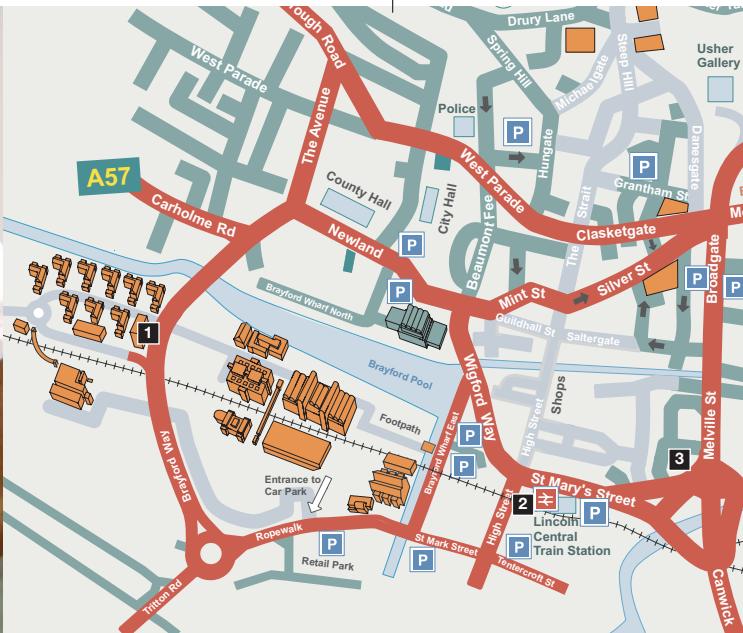 ough Road
Drury Lane
Spring Hill
Steep Hill
Michaelgate
Usher
Gallery
West Parade
Police
P
P
The Avenue
Hungate
Danesgate
A57
County Hall
City Hall
West Parade
Grantham St
The Strait
Carholme Rd
Newland
Beaumont Fee
Clasketgate
P
Broadgate
P
P
P
Silver St
Mint St
Brayford Wharf North
Guildhall St
Saltergate
1
Brayford Pool
Wigford Way
Shops
High Street
Melville St
Footpath
Brayford Wharf East
P
P
3
Bayford Way
Entrance to
Car Park
St Mary's Street
2
P
High Street
Lincoln
Central
Train Station
Ropewalk
P
St Mark Street
P
P
Retail Park
Tentercroft St
Tritton Rd
Canwick